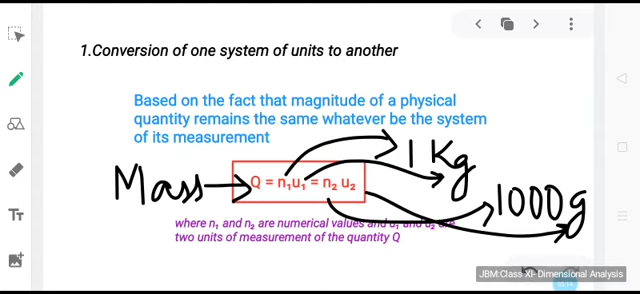 1.Conversion of one system of units to another
Based on the fact that magnitude of a physical
quantity remains the same whatever be the system
of its measurement
1 Kg
Mass
Q = n₁u₁ = n₂ u₂
1000g
where n₁ and n₂ are numerical values and u₁ and u₂ are
two units of measurement of the quantity Q
JBM:Class XI-Dimensional Analysis